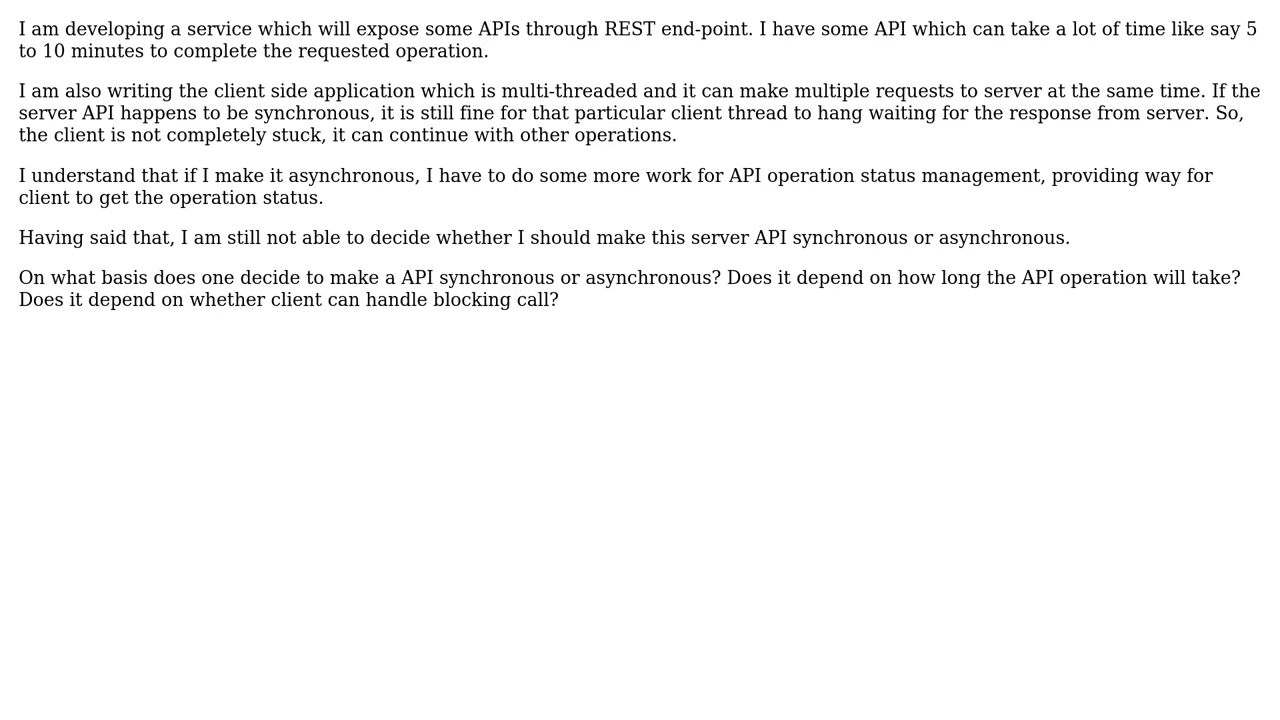 I am developing a service which will expose some APIs through REST end-point. I have some API which can take a lot of time like say 5
to 10 minutes to complete the requested operation.
I am also writing the client side application which is multi-threaded and it can make multiple requests to server at the same time. If the
server API happens to be synchronous, it is still fine for that particular client thread to hang waiting for the response from server. So,
the client is not completely stuck, it can continue with other operations.
I understand that if I make it asynchronous, I have to do some more work for API operation status management, providing way for
client to get the operation status.
Having said that, I am still not able to decide whether I should make this server API synchronous or asynchronous.
On what basis does one decide to make a API synchronous or asynchronous? Does it depend on how long the API operation will take?
Does it depend on whether client can handle blocking call?